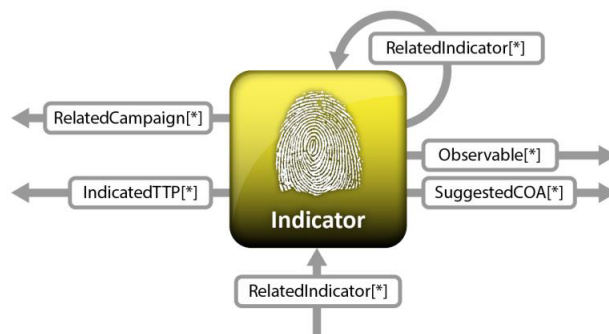 RelatedIndicator[*]
RelatedCampaign[*]
Observable[*]
IndicatedTTP[*]
SuggestedCOA[*]
Indicator
RelatedIndicator[*]